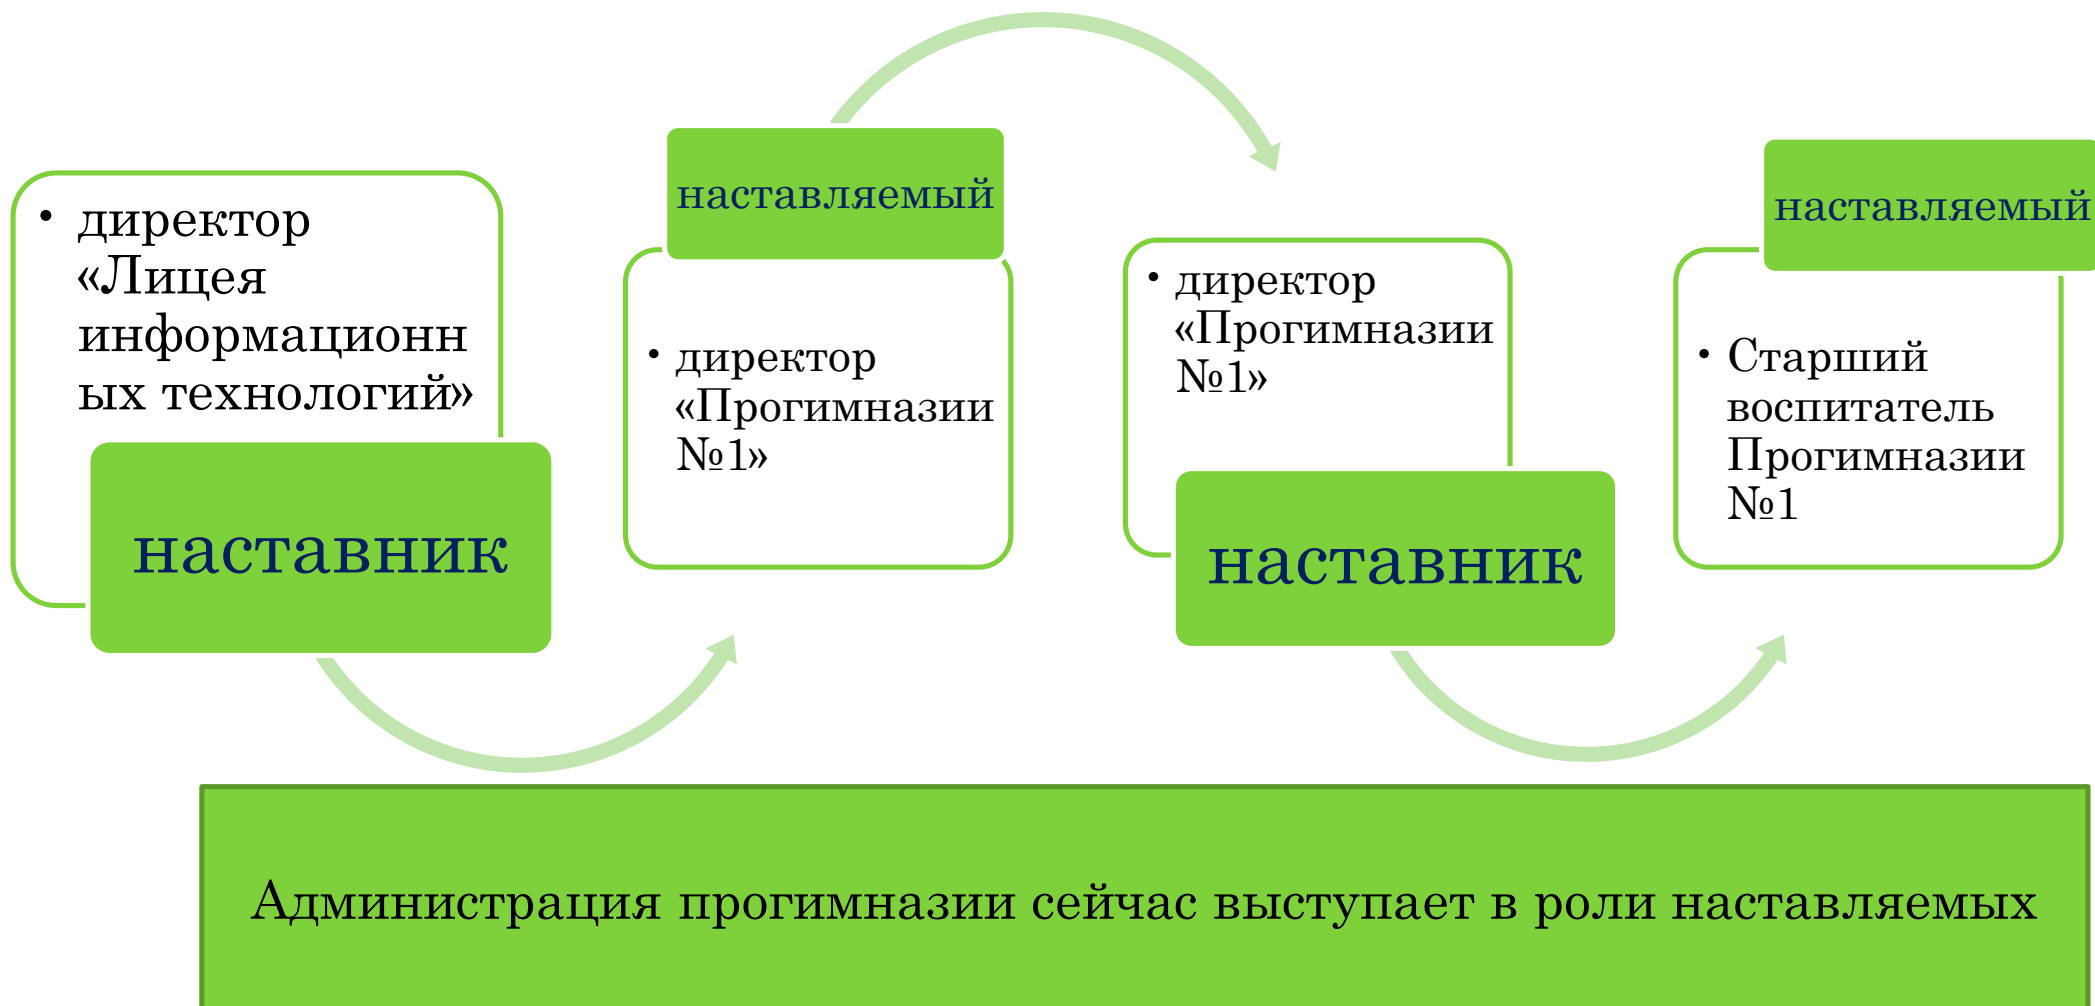 директор
«Лицея
информационн
ых технологий»
наставник
наставляемый
директор
«Прогимназии
№1»
директор
«Прогимназии
№1»
наставник
наставляемый
Старший
воспитатель
Прогимназии
№1
Администрация прогимназии сейчас выступает в роли наставляемых